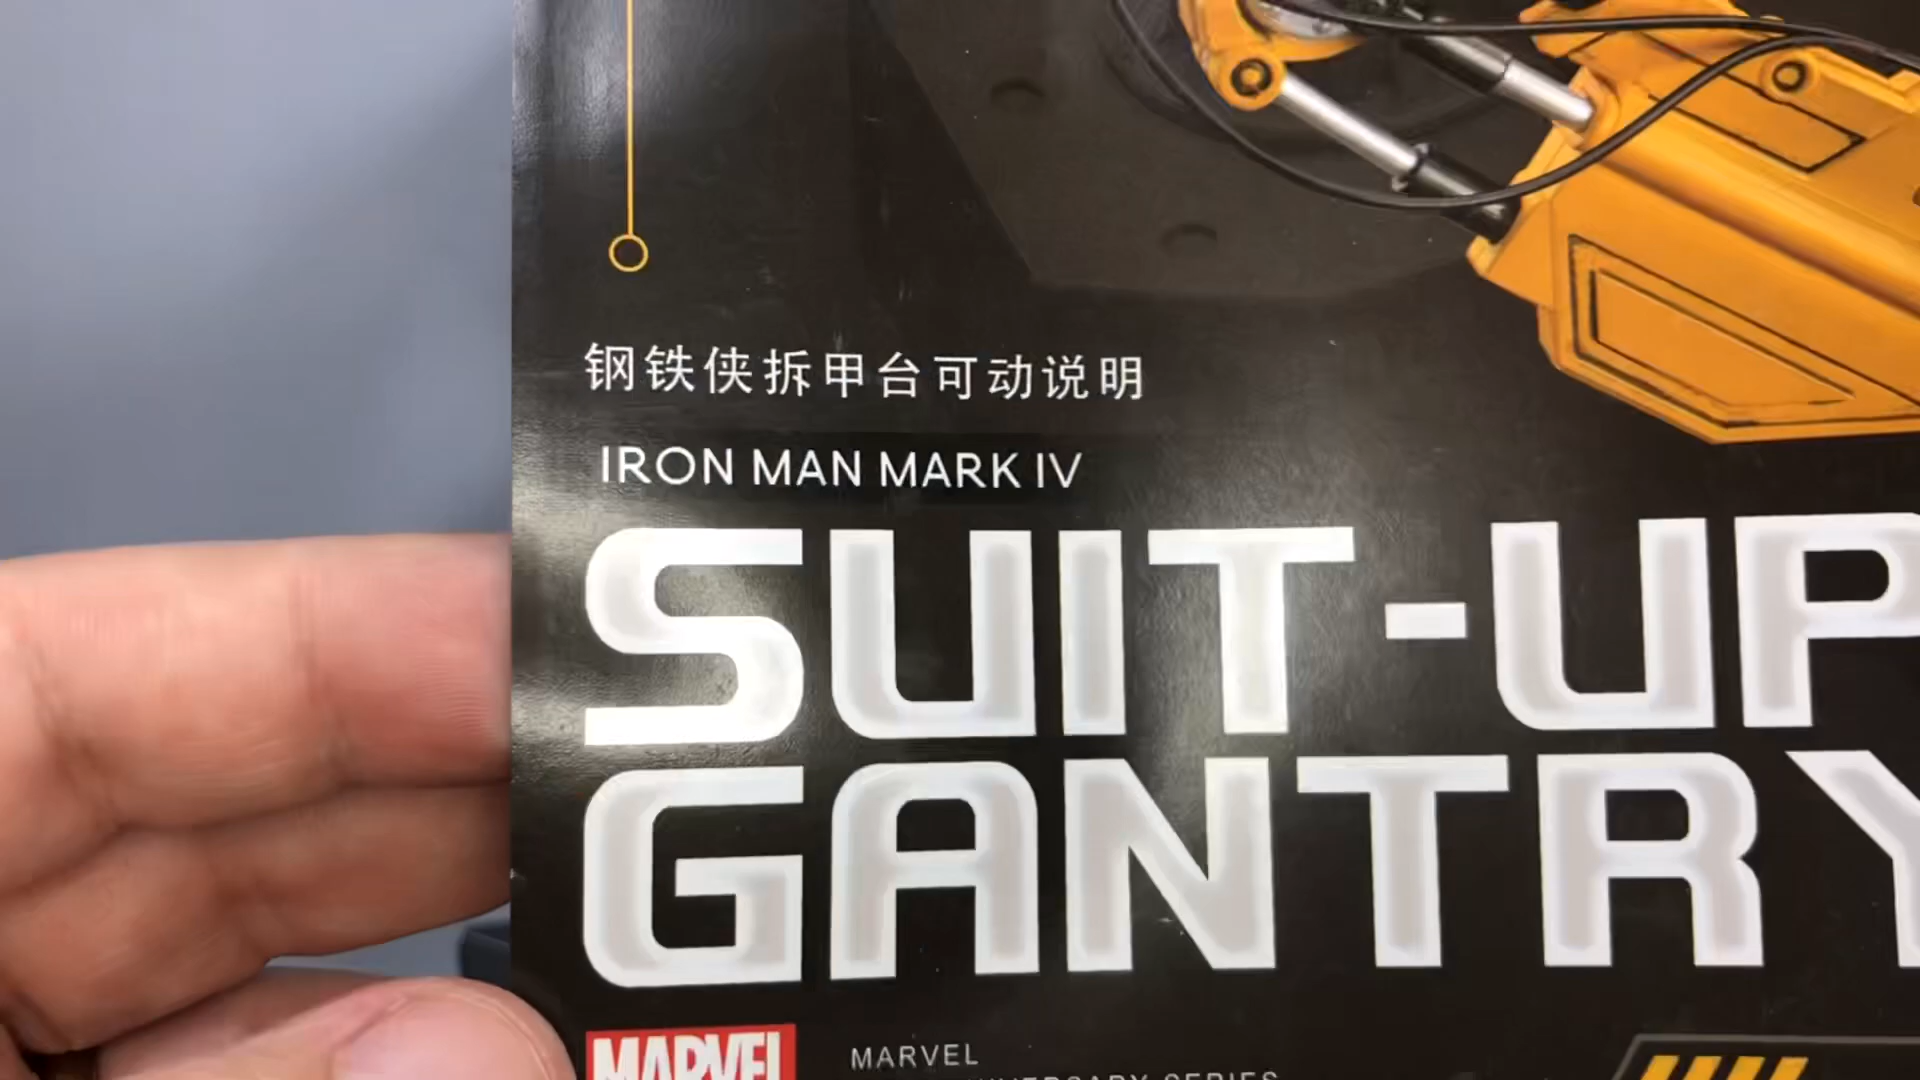 钢铁侠拆甲台可动说明
IRON MAN MARK IV
SUIT-UP
GANTRY
MARVEL
MARVEL
SERIES